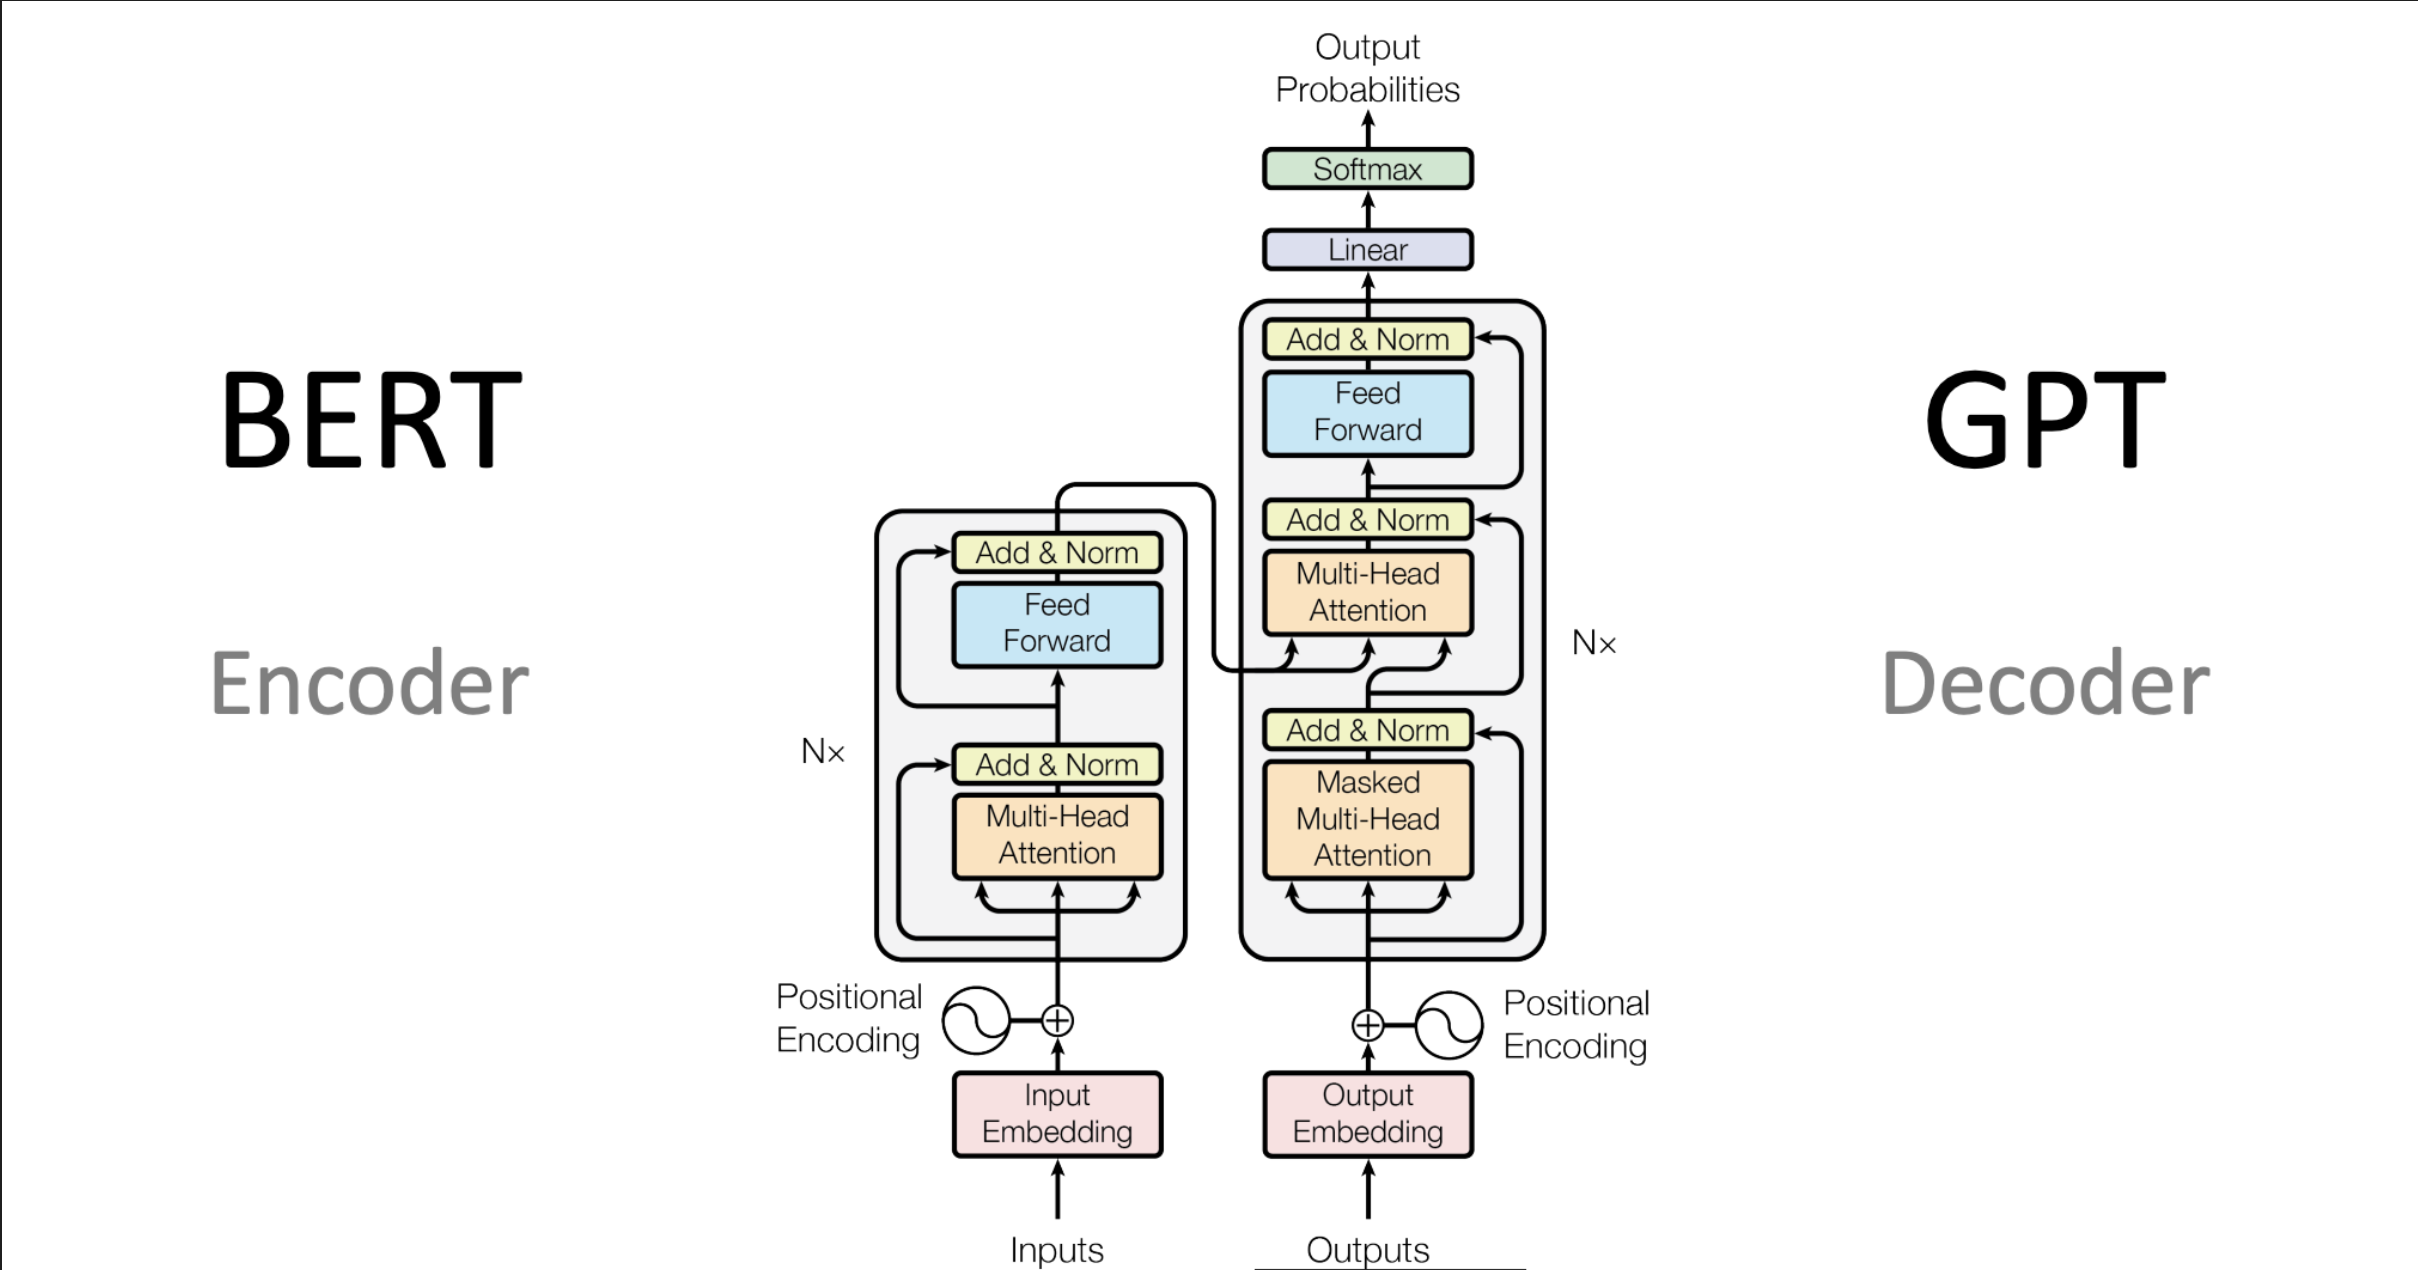 BERT
Encoder
Output
Probabilities
Softmax
Linear
Add & Norm
Feed
Forward
Add & Norm
Multi-Head
Attention
Add & Norm
Masked
Multi-Head
Attention
N×
Positional
Encoding
Output
Embedding
Outputs
Add & Norm
Feed
Forward
Add & Norm
Multi-Head
Attention
N×
Positional
Encoding
Input
Embedding
Inputs
GPT
Decoder